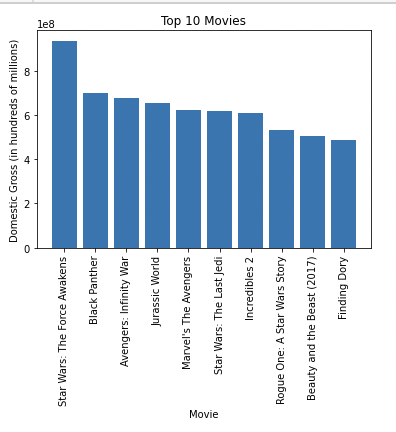 Top 10 Movies
1e8
Domestic Gross (in hundreds of millions)
8
6
4
2
0
Star Wars: The Force Awakens
Black Panther
Avengers: Infinity War
Jurassic World
Marvel's The Avengers
Star Wars: The Last Jedi
Incredibles 2
Rogue One: A Star Wars Story
Beauty and the Beast (2017)
Finding Dory
Movie